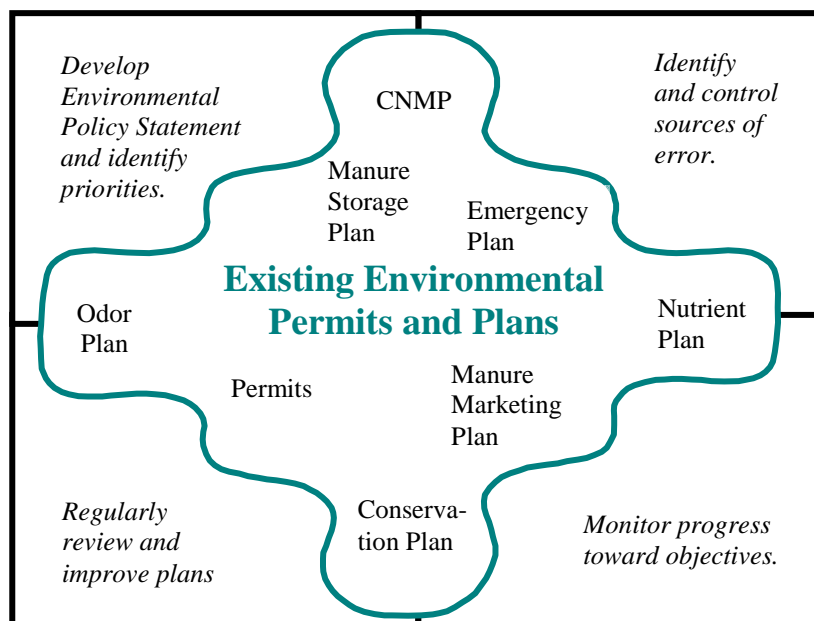 Develop
Environmental
Policy Statement
and identify
priorities.
Identify
and control
sources of
error.
CNMP
Manure
Storage
Plan
Emergency
Plan
Existing Environmental
Permits and Plans
Odor
Plan
Nutrient
Plan
Permits
Manure
Marketing
Plan
Conserva-
tion Plan
Regularly
review and
improve plans
Monitor progress
toward objectives.